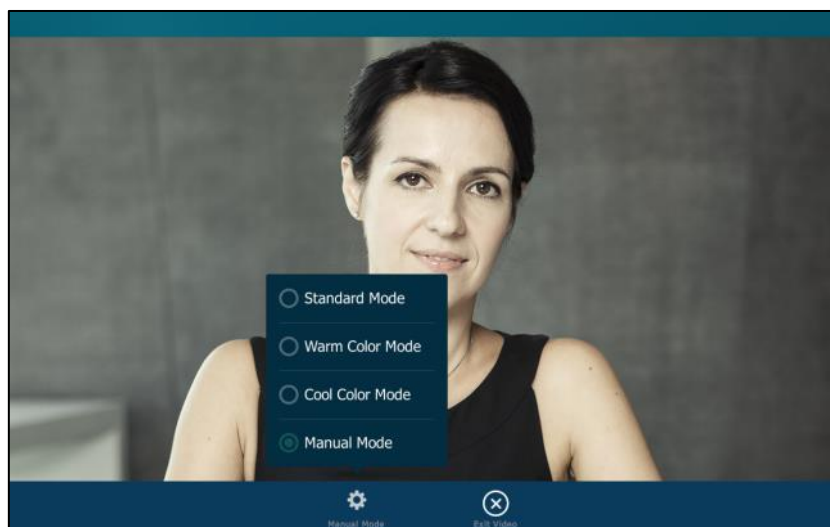 Standard Mode
Warm Color Mode
Cool Color Mode
Manual Mode
Manual Mode
Exit Video